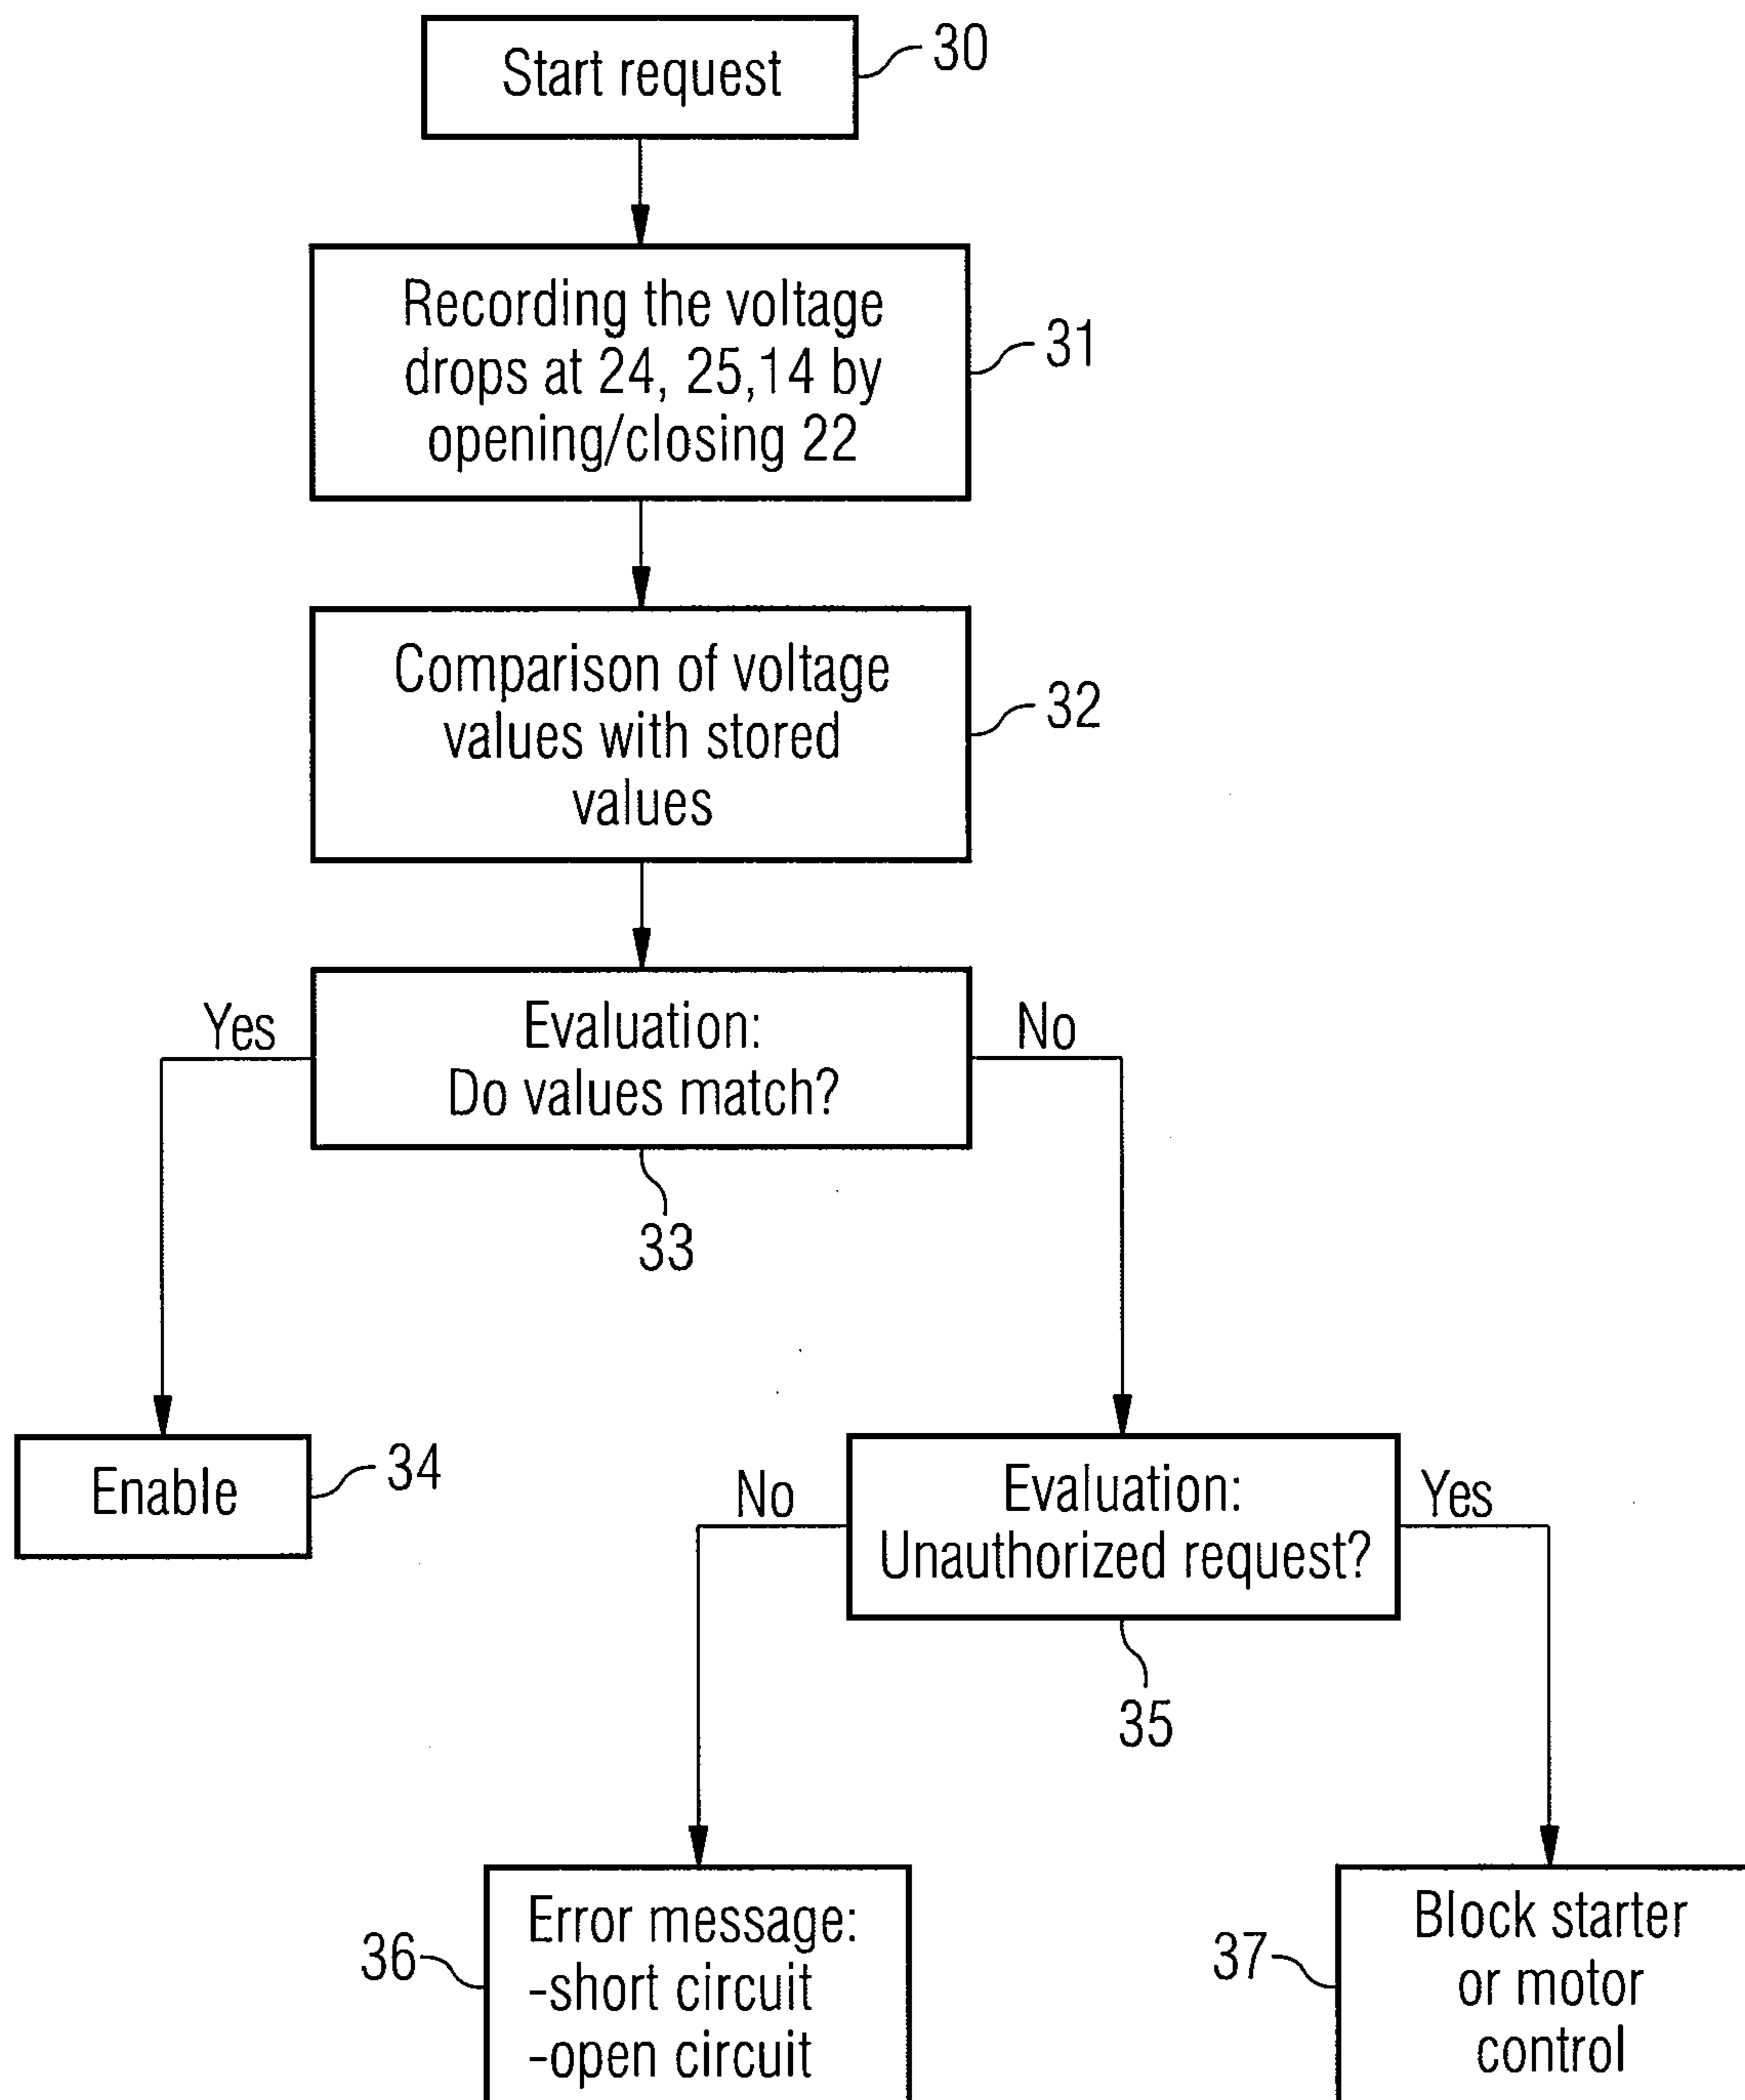 Start request
30
Recording the voltage
drops at 24, 25,14 by
opening/closing 22
31
Comparison of voltage
values with stored
values
32
Yes
Evaluation:
Do values match?
No
33
Enable
34
No
Evaluation:
Unauthorized request?
Yes
35
36
Error message:
-short circuit
-open circuit
37
Block starter
or motor
control